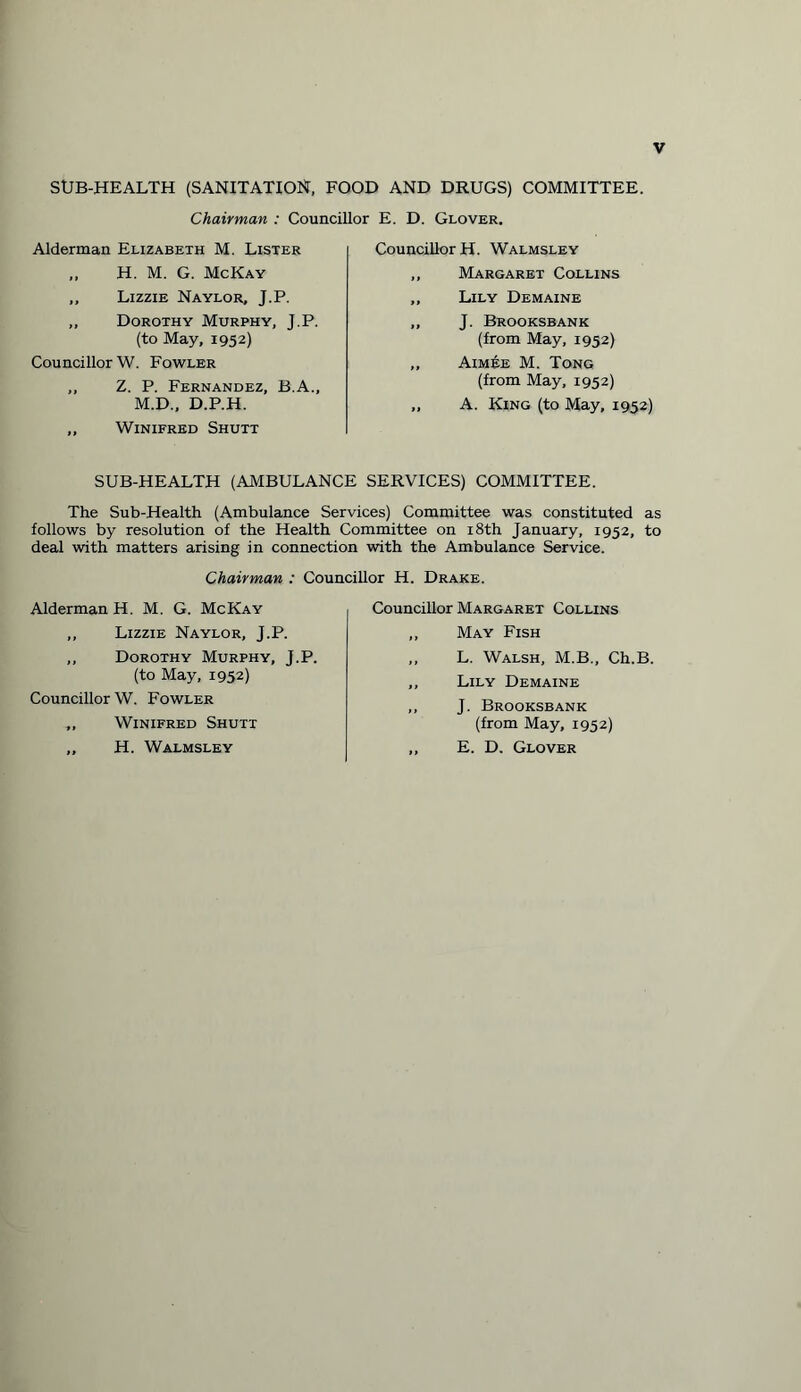 v
SUB-HEALTH (SANITATION, FOOD AND DRUGS) COMMITTEE.
Chairman : Councillor E. D. Glover.
Alderman Elizabeth M. Lister
,, H. M. G. McKay
,, Lizzie Naylor, J.P.
,, Dorothy Murphy, J.P.
(to May, 1952)
Councillor W. Fowler
,, Z. P. Fernandez, B.A.,
M.D., D.P.H.
,, Winifred Shutt
Councillor H. Walmsley
,, Margaret Collins
,, Lily Demaine
,, J. Brooksbank
(from May, 1952)
,, Aimée M. Tong
(from May, 1952)
,, A. King (to May, 1952)
SUB-HEALTH (AMBULANCE SERVICES) COMMITTEE.
The Sub-Health (Ambulance Services) Committee was constituted as
follows by resolution of the Health Committee on 18th January, 1952, to
deal with matters arising in connection with the Ambulance Service.
Chairman : Councillor H. Drake.
Alderman H. M. G. McKay
,, Lizzie Naylor, J.P.
,, Dorothy Murphy, J.P.
(to May, 1952)
Councillor W. Fowler
,, Winifred Shutt
,, H. Walmsley
Councillor Margaret Collins
,, May Fish
,, L. Walsh, M.B., Ch.B.
,, Lily Demaine
,, J. Brooksbank
(from May, 1952)
,, E. D. Glover